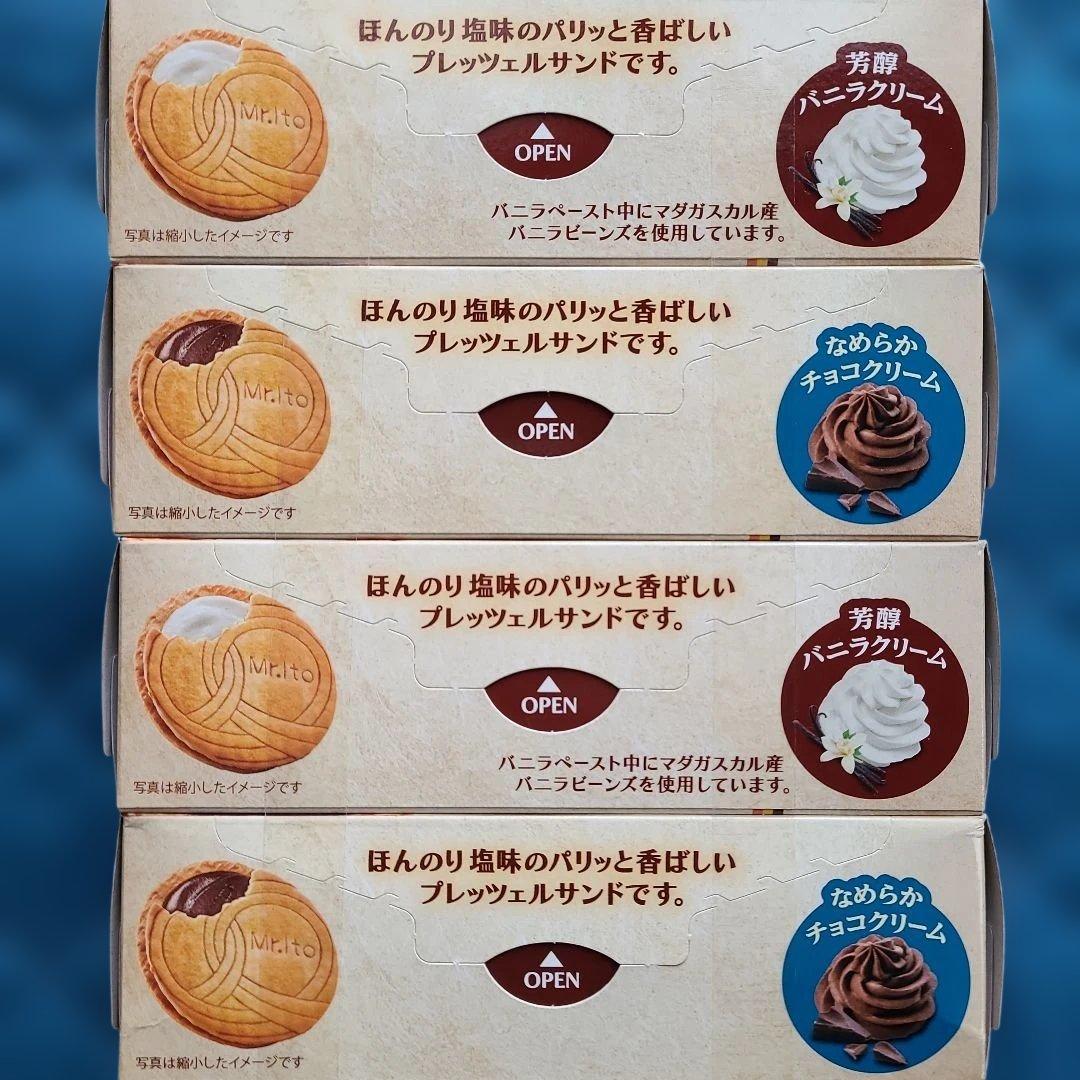 ほんのり塩味のパリッと香ばしい
プレッツェルサンドです。
Mr.Ito
OPEN
芳醇
バニラクリーム
バニラペースト中にマダガスカル産
バニラビーンズを使用しています。
写真は縮小したイメージです
ほんのり塩味のパリッと香ばしい
プレッツェルサンドです。
Mr.Ito
OPEN
なめらか
チョコクリーム
写真は縮小したイメージです
ほんのり塩味のパリッと香ばしい
プレッツェルサンドです。
Mr.Ito
OPEN
芳醇
バニラクリーム
バニラペースト中にマダガスカル産
バニラビーンズを使用しています。
写真は縮小したイメージです
ほんのり塩味のパリッと香ばしい
プレッツェルサンドです。
Mr.Ito
OPEN
なめらか
チョコクリーム
写真は縮小したイメージです